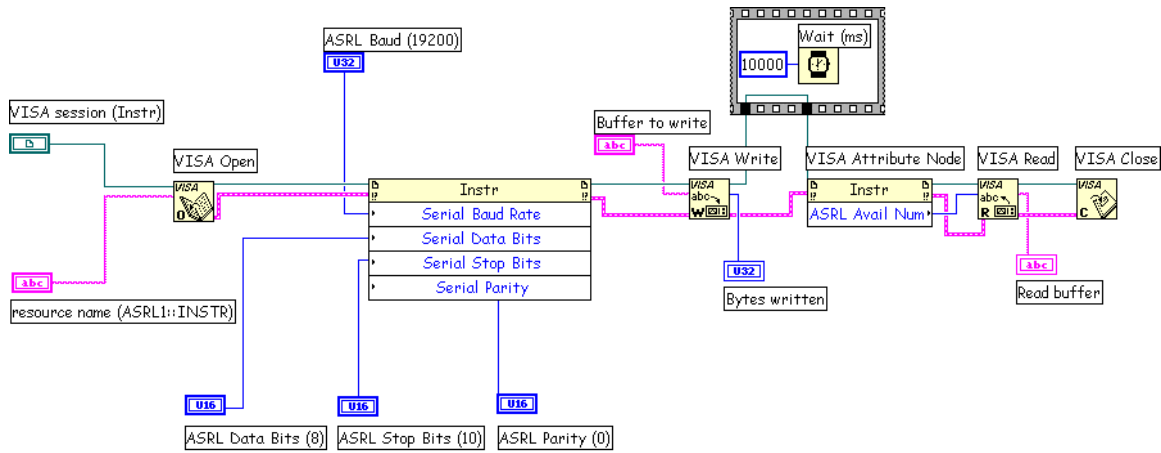 ASRL Baud (19200)
U32
Wait (ms)
10000
VISA session (Instr)
Buffer to write
abc
VISA Open
VISA
O
Instr
Serial Baud Rate
Serial Data Bits
Serial Stop Bits
Serial Parity
VISA Write
VISA
abc
W
VISA Attribute Node
Instr
ASRL Avail Num
VISA Read
VISA
abc
R
VISA Close
VISA
C
abc
resource name (ASRL1::INSTR)
U32
Bytes written
abc
Read buffer
U16
ASRL Data Bits (8)
U16
ASRL Stop Bits (10)
U16
ASRL Parity (0)